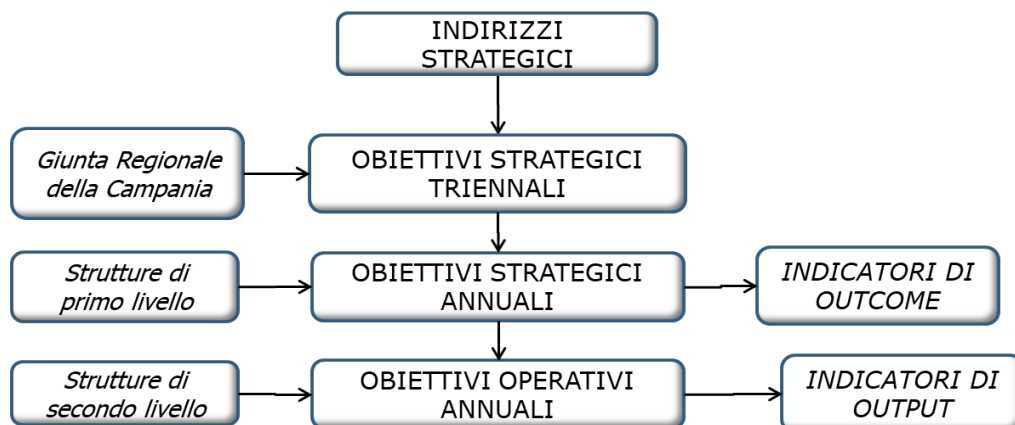 INDIRIZZI
STRATEGICI
Giunta Regionale
della Campania
OBIETTIVI STRATEGICI
TRIENNALI
Strutture di
primo livello
OBIETTIVI STRATEGICI
ANNUALI
INDICATORI DI
OUTCOME
Strutture di
secondo livello
OBIETTIVI OPERATIVI
ANNUALI
INDICATORI DI
OUTPUT